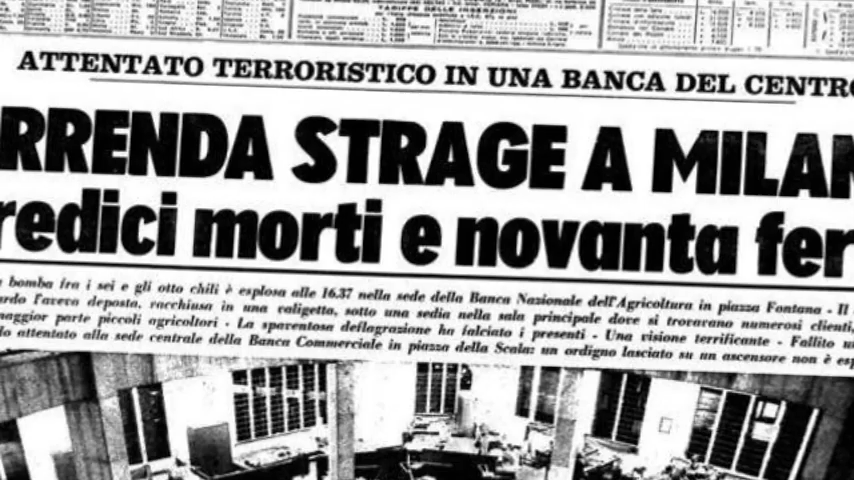 ATTENTATO TERRORISTICO IN UNA BANCA DEL CENTRO
RRENDA STRAGE A MILAN
redici morti e novanta fer
bomba fra i sei e gli otto chili è esplosa alle 16.37 nella sede della Banca Nazionale dell'Agricoltura in piazza Fontana - Il
ardo l'aveva deposta, racchiusa in una valigetta, sotto una sedia nella sala principale dove si trovavano numerosi clienti,
maggior parte piccoli agricoltori - La spaventosa deflagrazione ha falciato i presenti - Una visione terrificante - Fallito un
do attentato alla sede centrale della Banca Commerciale in piazza della Scala: un ordigno lasciato su un ascensore non è esp